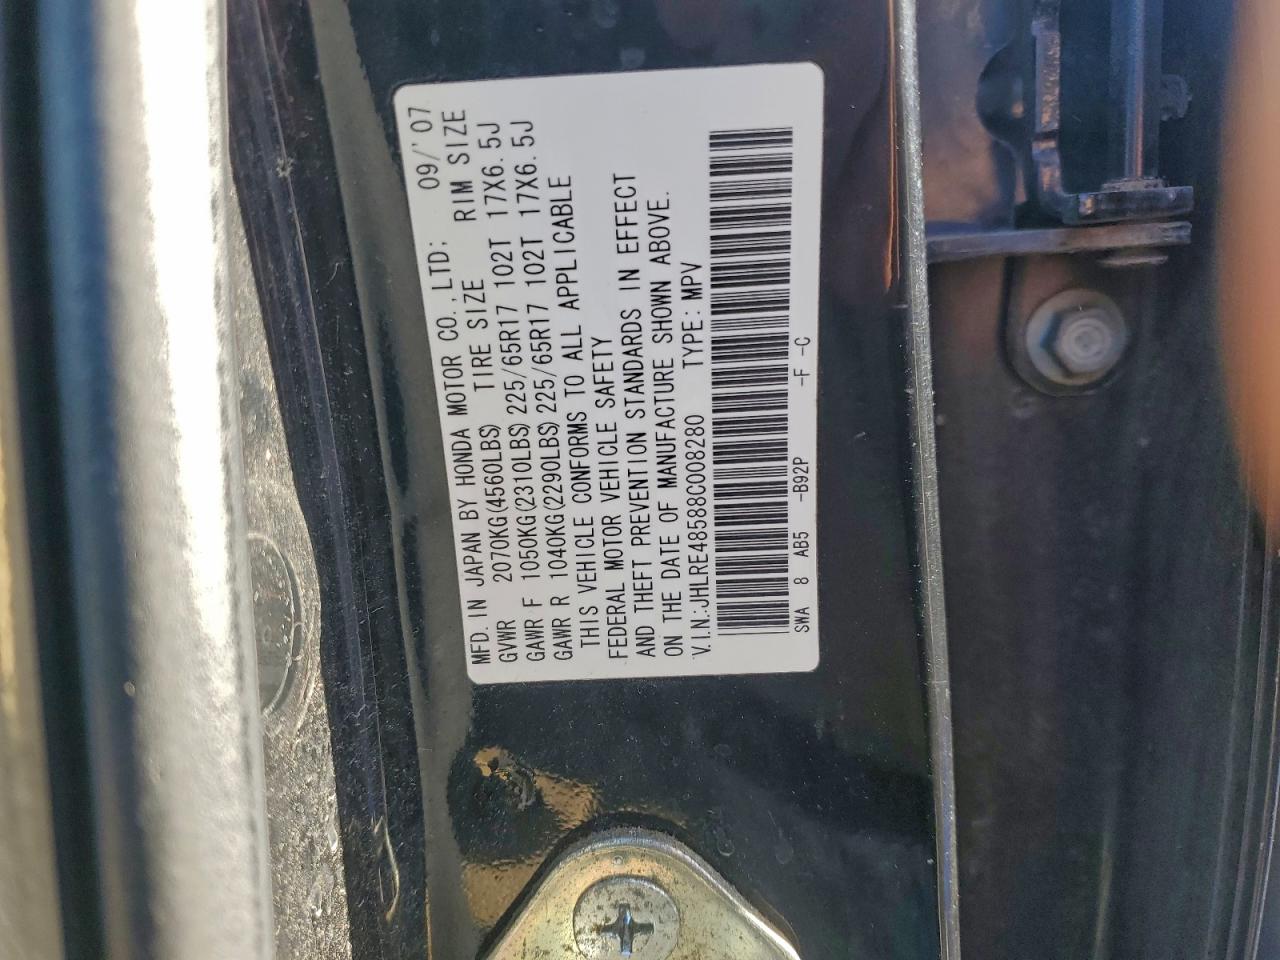 MFD. IN JAPAN BY HONDA MOTOR CO.,LTD: 09/'07
GVWR 2070KG(4560LBS) TIRE SIZE RIM SIZE
GAWR F 1050KG(2310LBS) 225/65R17 102T 17X6.5J
GAWR R 1040KG(2290LBS) 225/65R17 102T 17X6.5J
THIS VEHICLE CONFORMS TO ALL APPLICABLE
FEDERAL MOTOR VEHICLE SAFETY
AND THEFT PREVENTION STANDARDS IN EFFECT
ON THE DATE OF MANUFACTURE SHOWN ABOVE.
V.I.N.:JHLRE48588C008280 TYPE:MPV
SWA 8 AB5 -B92P -F -C